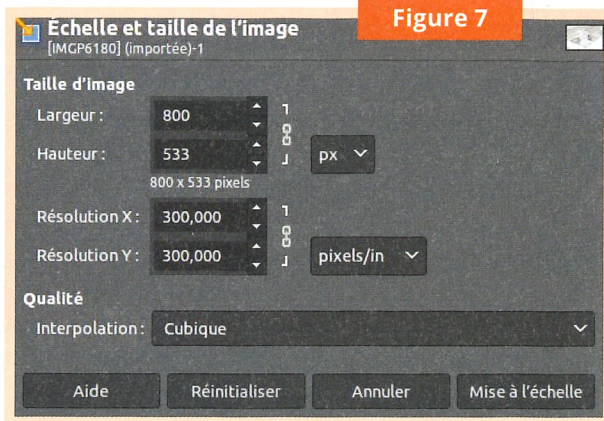 Figure 7
Échelle et taille de l'image
[IMGP6180] (importée)-1
Taille d'image
Largeur : 800
Hauteur : 533 px
800 x 533 pixels
Résolution X : 300,000
Résolution Y : 300,000 pixels/in
Qualité
Interpolation : Cubique
Aide Réinitialiser Annuler Mise à l'échelle